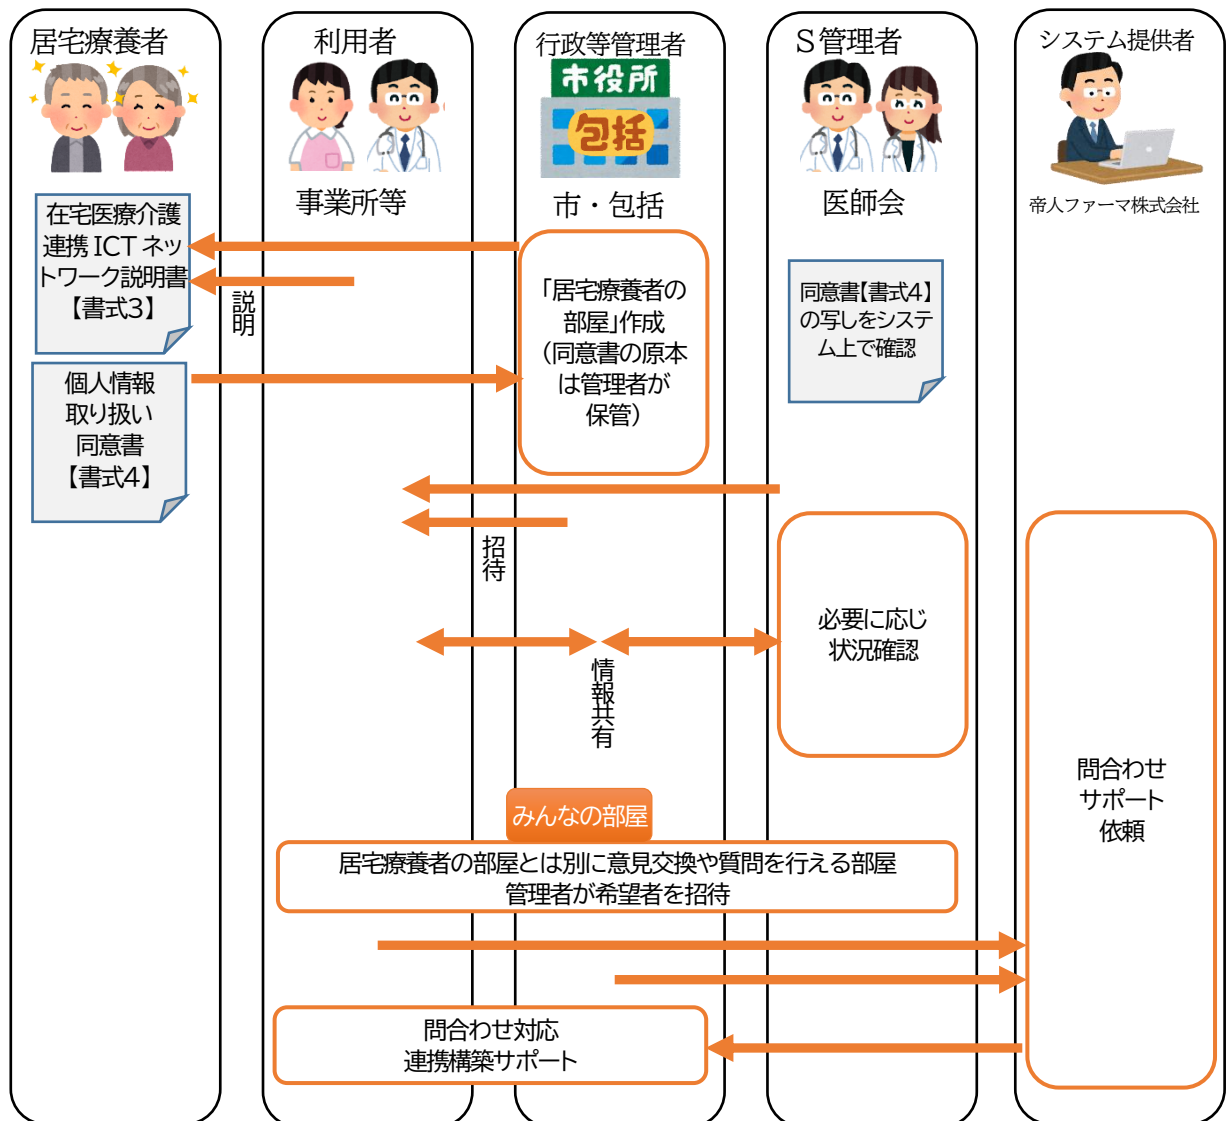 居宅療養者
利用者
行政等管理者
S管理者
システム提供者
市役所
包括
事業所等
市・包括
医師会
帝人ファーマ株式会社
在宅医療介護
連携ICTネッ
トワーク説明書
【書式3】
説明
「居宅療養者の
部屋」作成
(同意書の原本
は管理者が
保管)
同意書【書式4】
の写しをシステ
ム上で確認
個人情報
取り扱い
同意書
【書式4】
招待
必要に応じ
状況確認
情報共有
問合わせ
サポート
依頼
みんなの部屋
居宅療養者の部屋とは別に意見交換や質問を行える部屋
管理者が希望者を招待
問合わせ対応
連携構築サポート